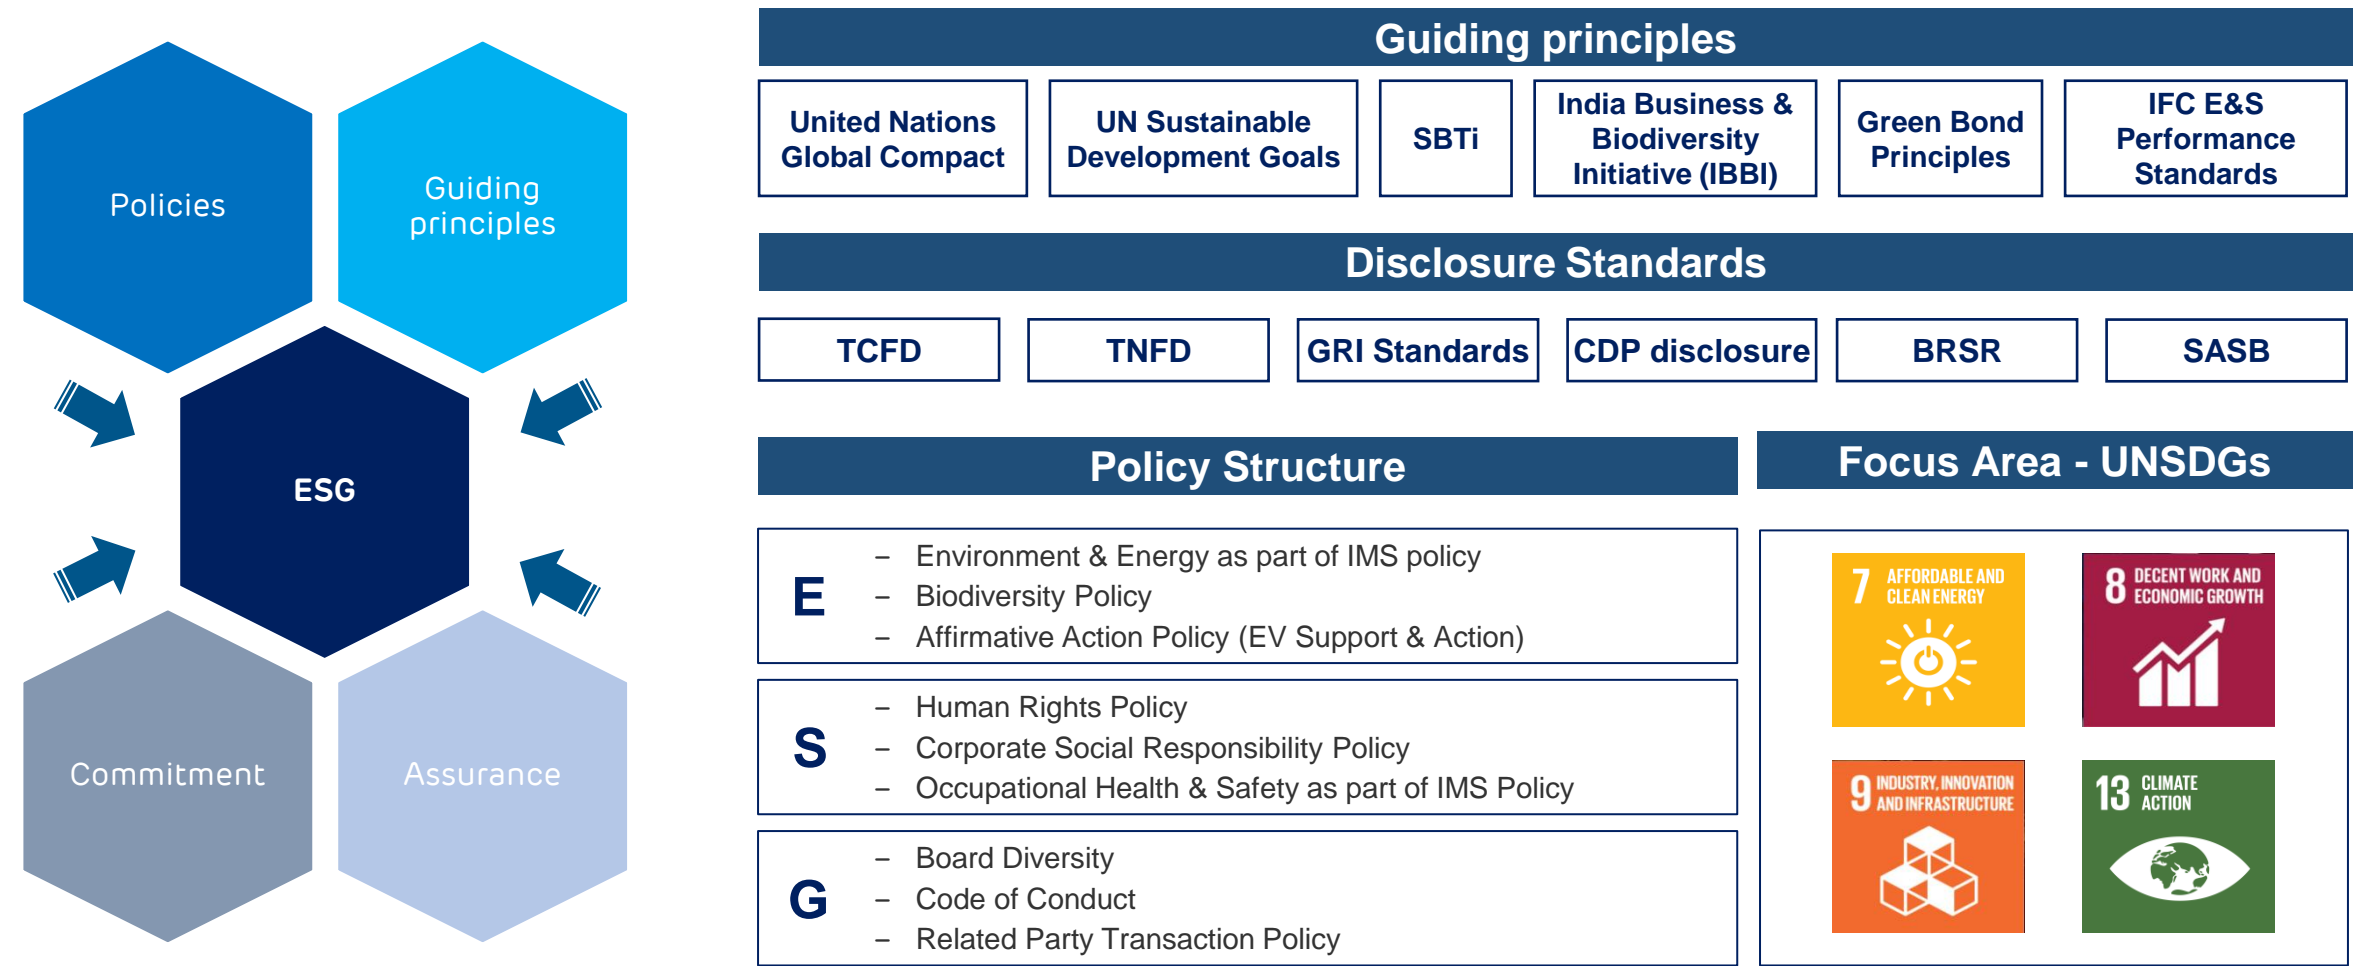 Policies
Guiding
principles
ESG
Commitment
Assurance
Guiding principles
United Nations
Global Compact
UN Sustainable
Development Goals
SBTi
India Business &
Biodiversity
Initiative (IBBI)
Green Bond
Principles
IFC E&S
Performance
Standards
Disclosure Standards
TCFD
TNFD
GRI Standards
CDP disclosure
BRSR
SASB
Policy Structure
E
– Environment & Energy as part of IMS policy
– Biodiversity Policy
– Affirmative Action Policy (EV Support & Action)
S
– Human Rights Policy
– Corporate Social Responsibility Policy
– Occupational Health & Safety as part of IMS Policy
G
– Board Diversity
– Code of Conduct
– Related Party Transaction Policy
Focus Area - UNSDGs
7 AFFORDABLE AND
CLEAN ENERGY
8 DECENT WORK AND
ECONOMIC GROWTH
9 INDUSTRY, INNOVATION
AND INFRASTRUCTURE
13 CLIMATE
ACTION